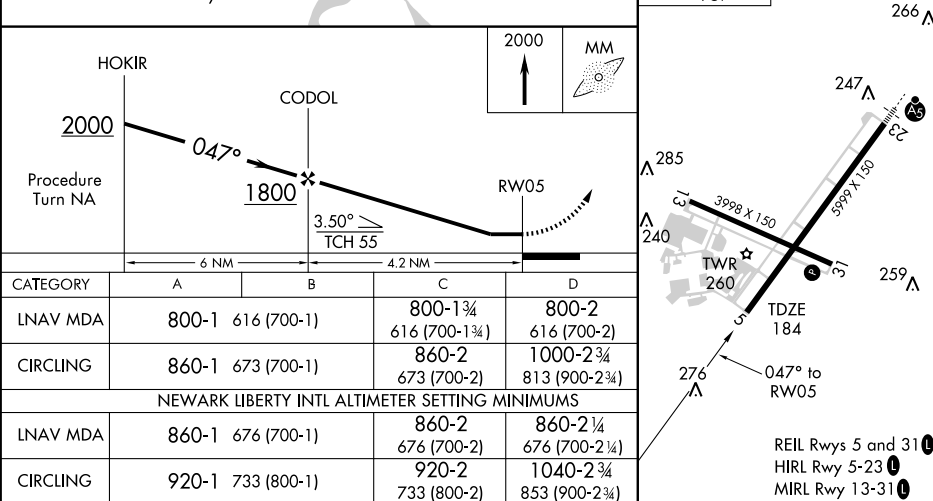 266
2000
MM
HOKIR
CODOL
2000
047°
1800
Procedure
Turn NA
RW05
3.50°
TCH 55
6 NM
4.2 NM
CATEGORY A B C D
LNAV MDA 800-1 616 (700-1) 800-1¾ 616 (700-1¾) 800-2 616 (700-2)
CIRCLING 860-1 673 (700-1) 860-2 673 (700-2) 1000-2¾ 813 (900-2¾)
NEWARK LIBERTY INTL ALTIMETER SETTING MINIMUMS
LNAV MDA 860-1 676 (700-1) 860-2 676 (700-2) 860-2¼ 676 (700-2¼)
CIRCLING 920-1 733 (800-1) 920-2 733 (800-2) 1040-2¾ 853 (900-2¾)
247
A5
23
285
13
3998 X 150
5999 X 150
240
TWR
260
P
31
259
5
TDZE
184
276
047° to
RW05
REIL Rwys 5 and 31 L
HIRL Rwy 5-23 L
MIRL Rwy 13-31 L